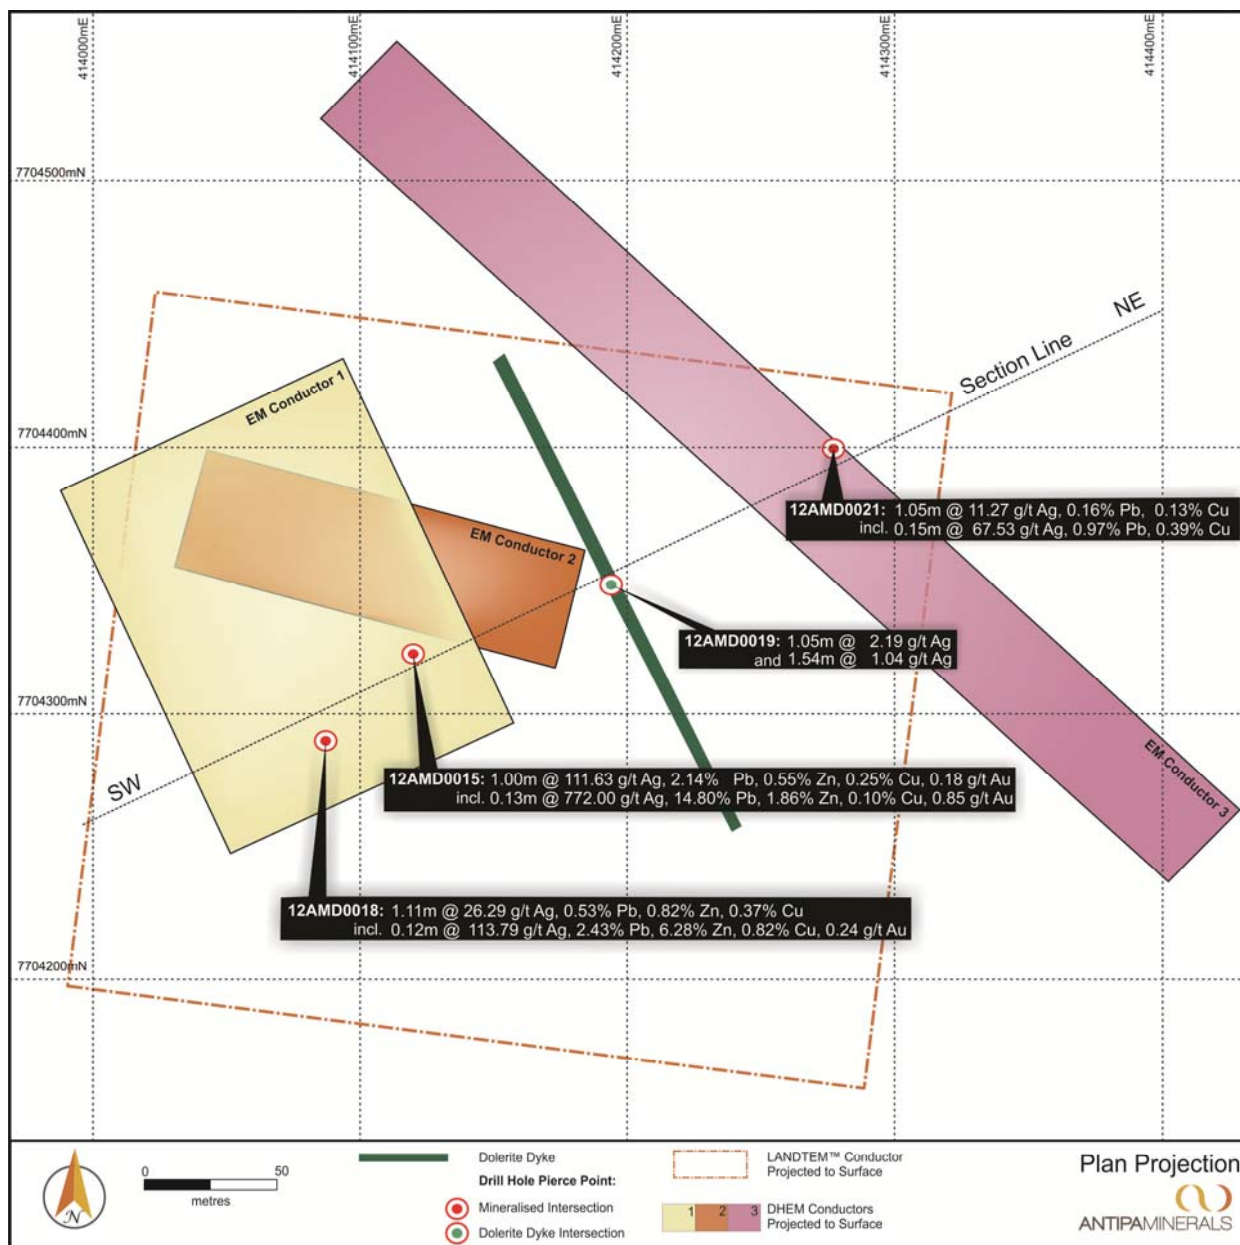 414000mE
414100mE
414200mE
414300mE
414400mE
7704500mN
NE
Section Line
EM Conductor 1
7704400mN
12AMD0021: 1.05m @ 11.27 g/t Ag, 0.16% Pb, 0.13% Cu
incl. 0.15m @ 67.53 g/t Ag, 0.97% Pb, 0.39% Cu
EM Conductor 2
12AMD0019: 1.05m @ 2.19 g/t Ag
and 1.54m @ 1.04 g/t Ag
7704300mN
EM Conductor 3
SW
12AMD0015: 1.00m @ 111.63 g/t Ag, 2.14% Pb, 0.55% Zn, 0.25% Cu, 0.18 g/t Au
incl. 0.13m @ 772.00 g/t Ag, 14.80% Pb, 1.86% Zn, 0.10% Cu, 0.85 g/t Au
12AMD0018: 1.11m @ 26.29 g/t Ag, 0.53% Pb, 0.82% Zn, 0.37% Cu
incl. 0.12m @ 113.79 g/t Ag, 2.43% Pb, 6.28% Zn, 0.82% Cu, 0.24 g/t Au
7704200mN
N
0 50
metres
Dolerite Dyke
Drill Hole Pierce Point:
Mineralised Intersection
Dolerite Dyke Intersection
LANDTEM™ Conductor
Projected to Surface
1 2 3
DHEM Conductors
Projected to Surface
Plan Projection
ANTIPAMINERALS